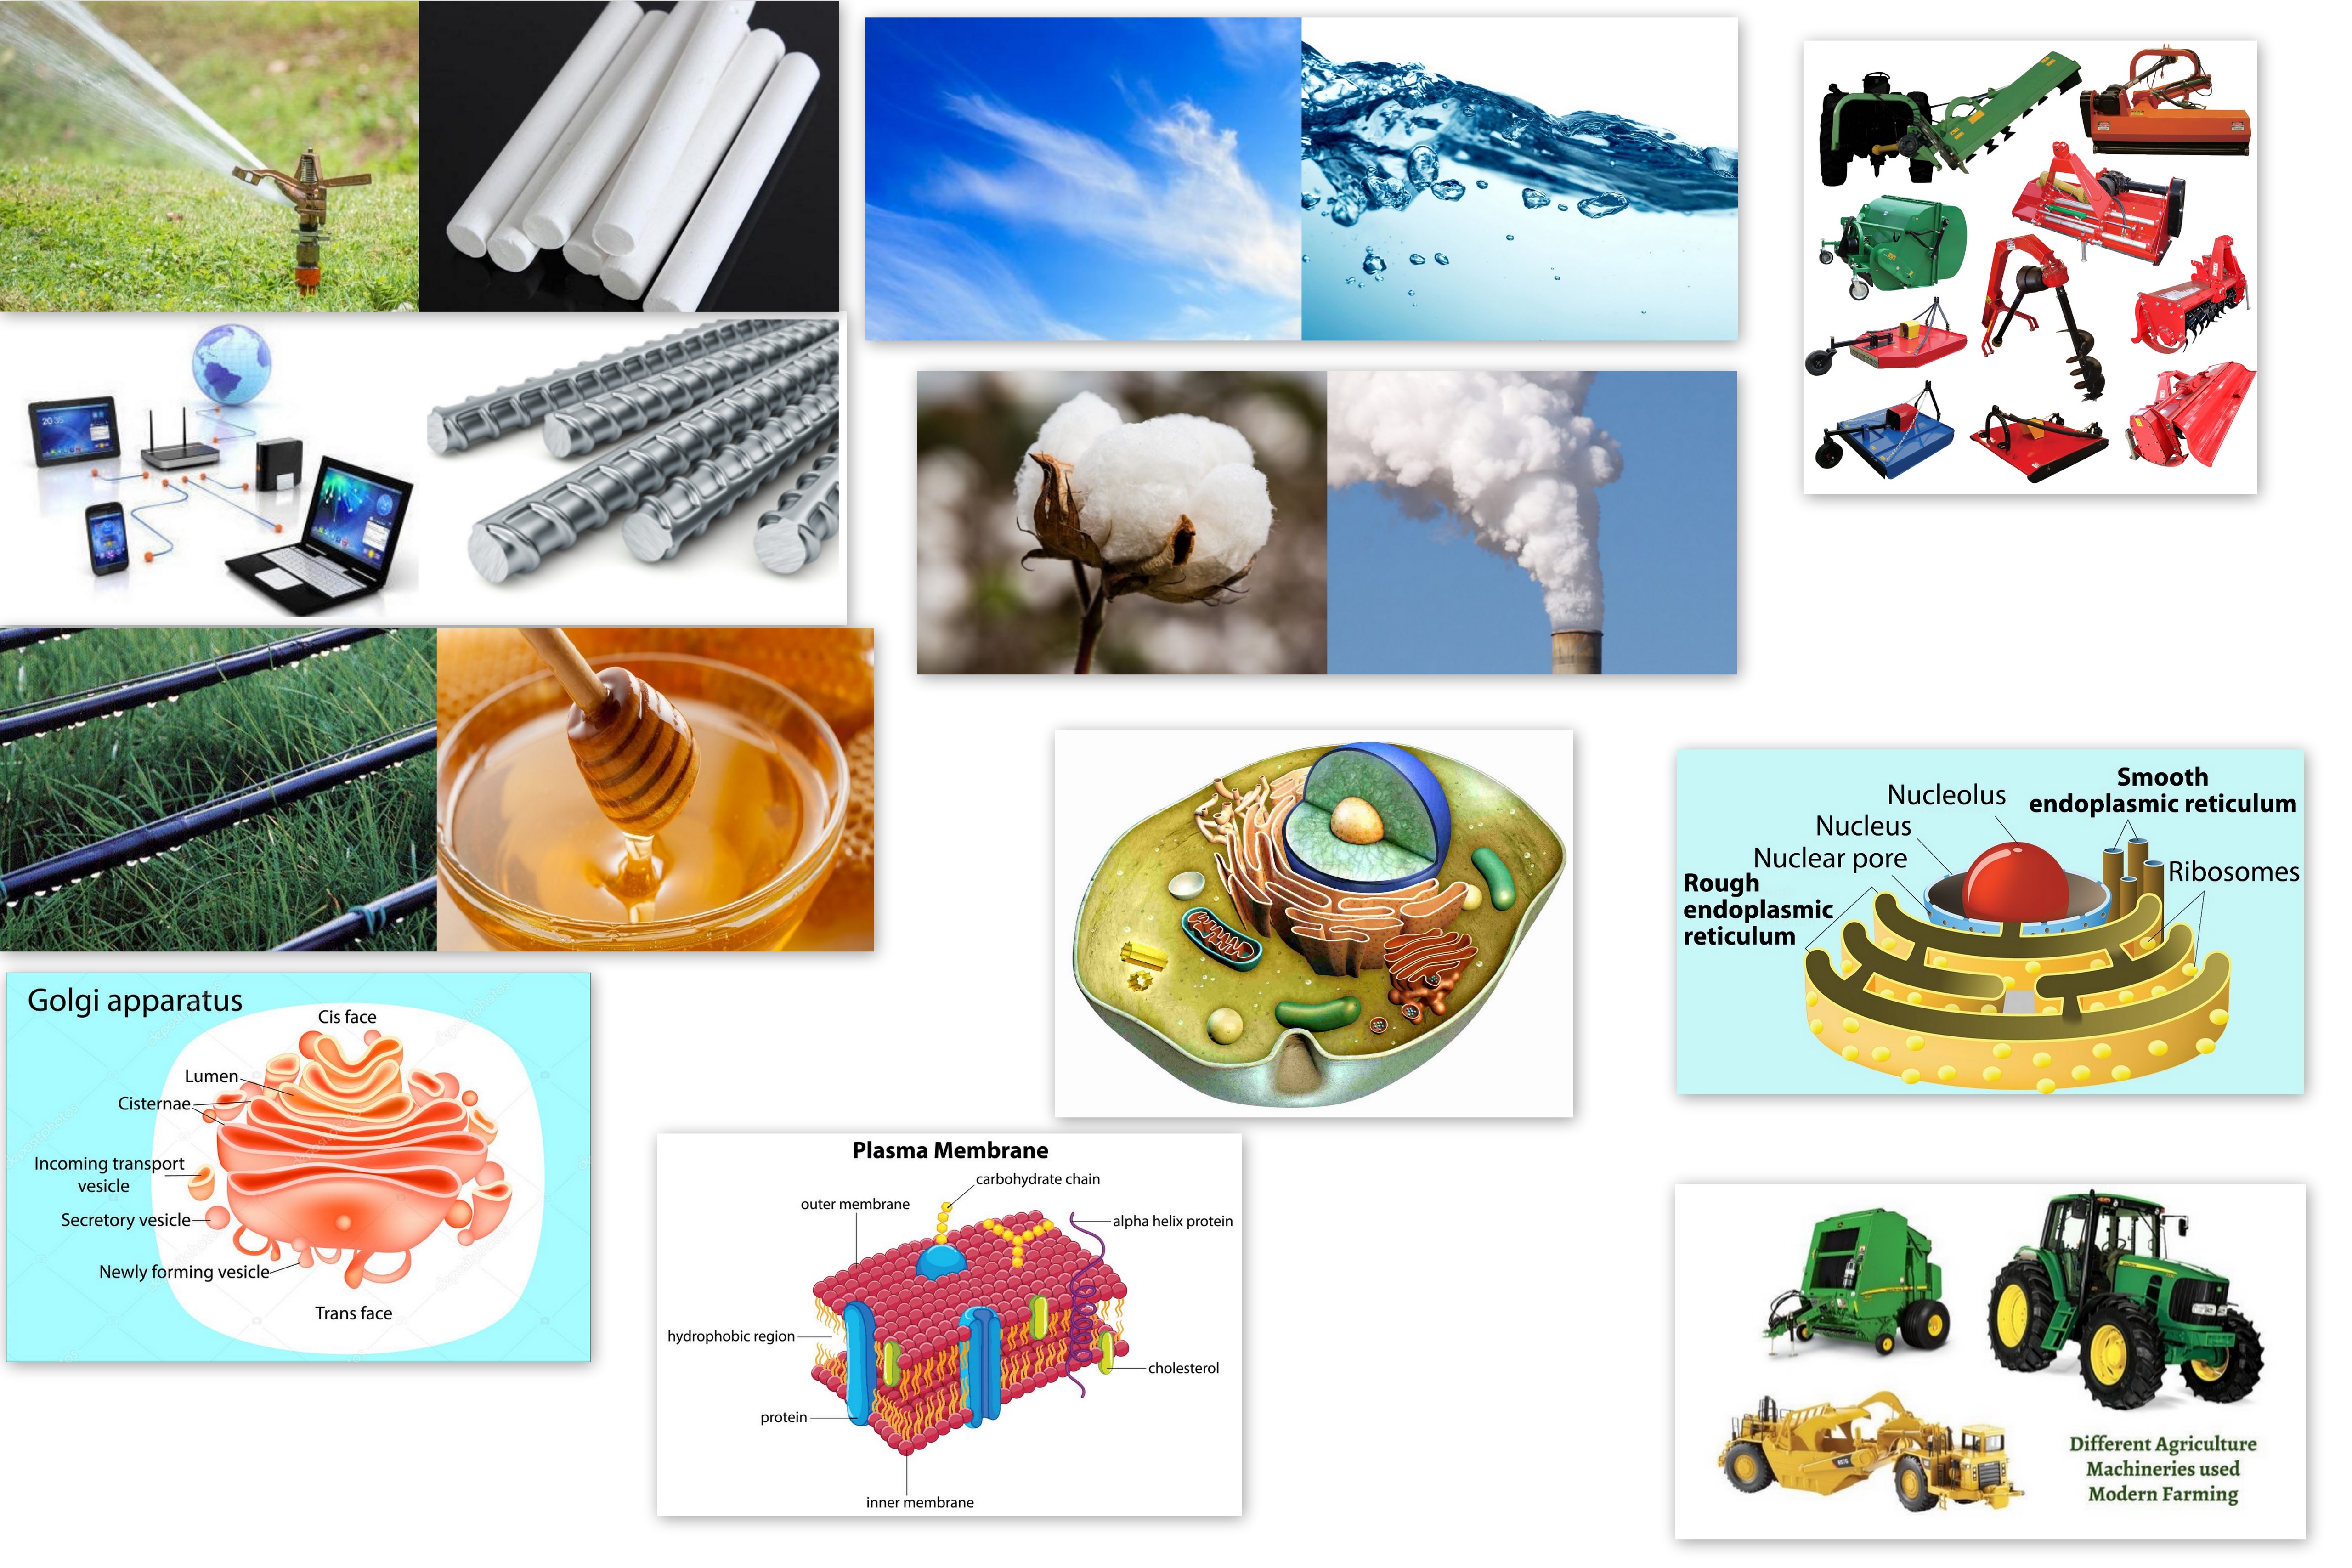 20:35
Smooth
endoplasmic reticulum
Nucleolus
Nucleus
Nuclear pore
Ribosomes
Rough
endoplasmic
reticulum
Golgi apparatus
Cis face
Lumen
Cisternae
Incoming transport
vesicle
Secretory vesicle
Newly forming vesicle
Trans face
Plasma Membrane
carbohydrate chain
outer membrane
alpha helix protein
hydrophobic region
cholesterol
protein
inner membrane
Different Agriculture
Machineries used
Modern Farming